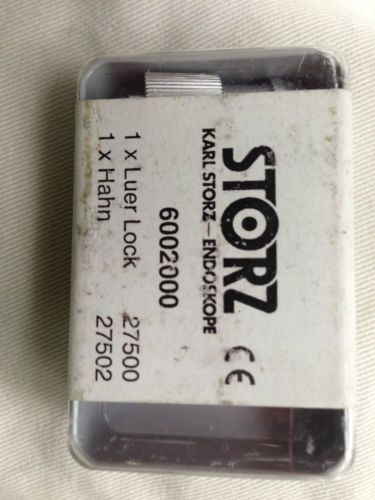 STORZ
KARL STORZ — ENDOSKOPE
CE
6002000
1 x Luer Lock 27500
1 x Hahn 27502